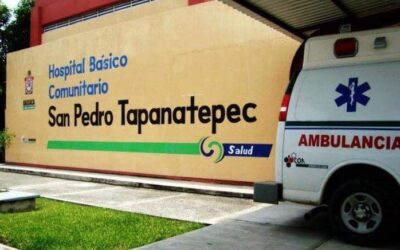 Hospital Básico
Comunitario
San Pedro Tapanatepec
Salud
AMBULANCIA